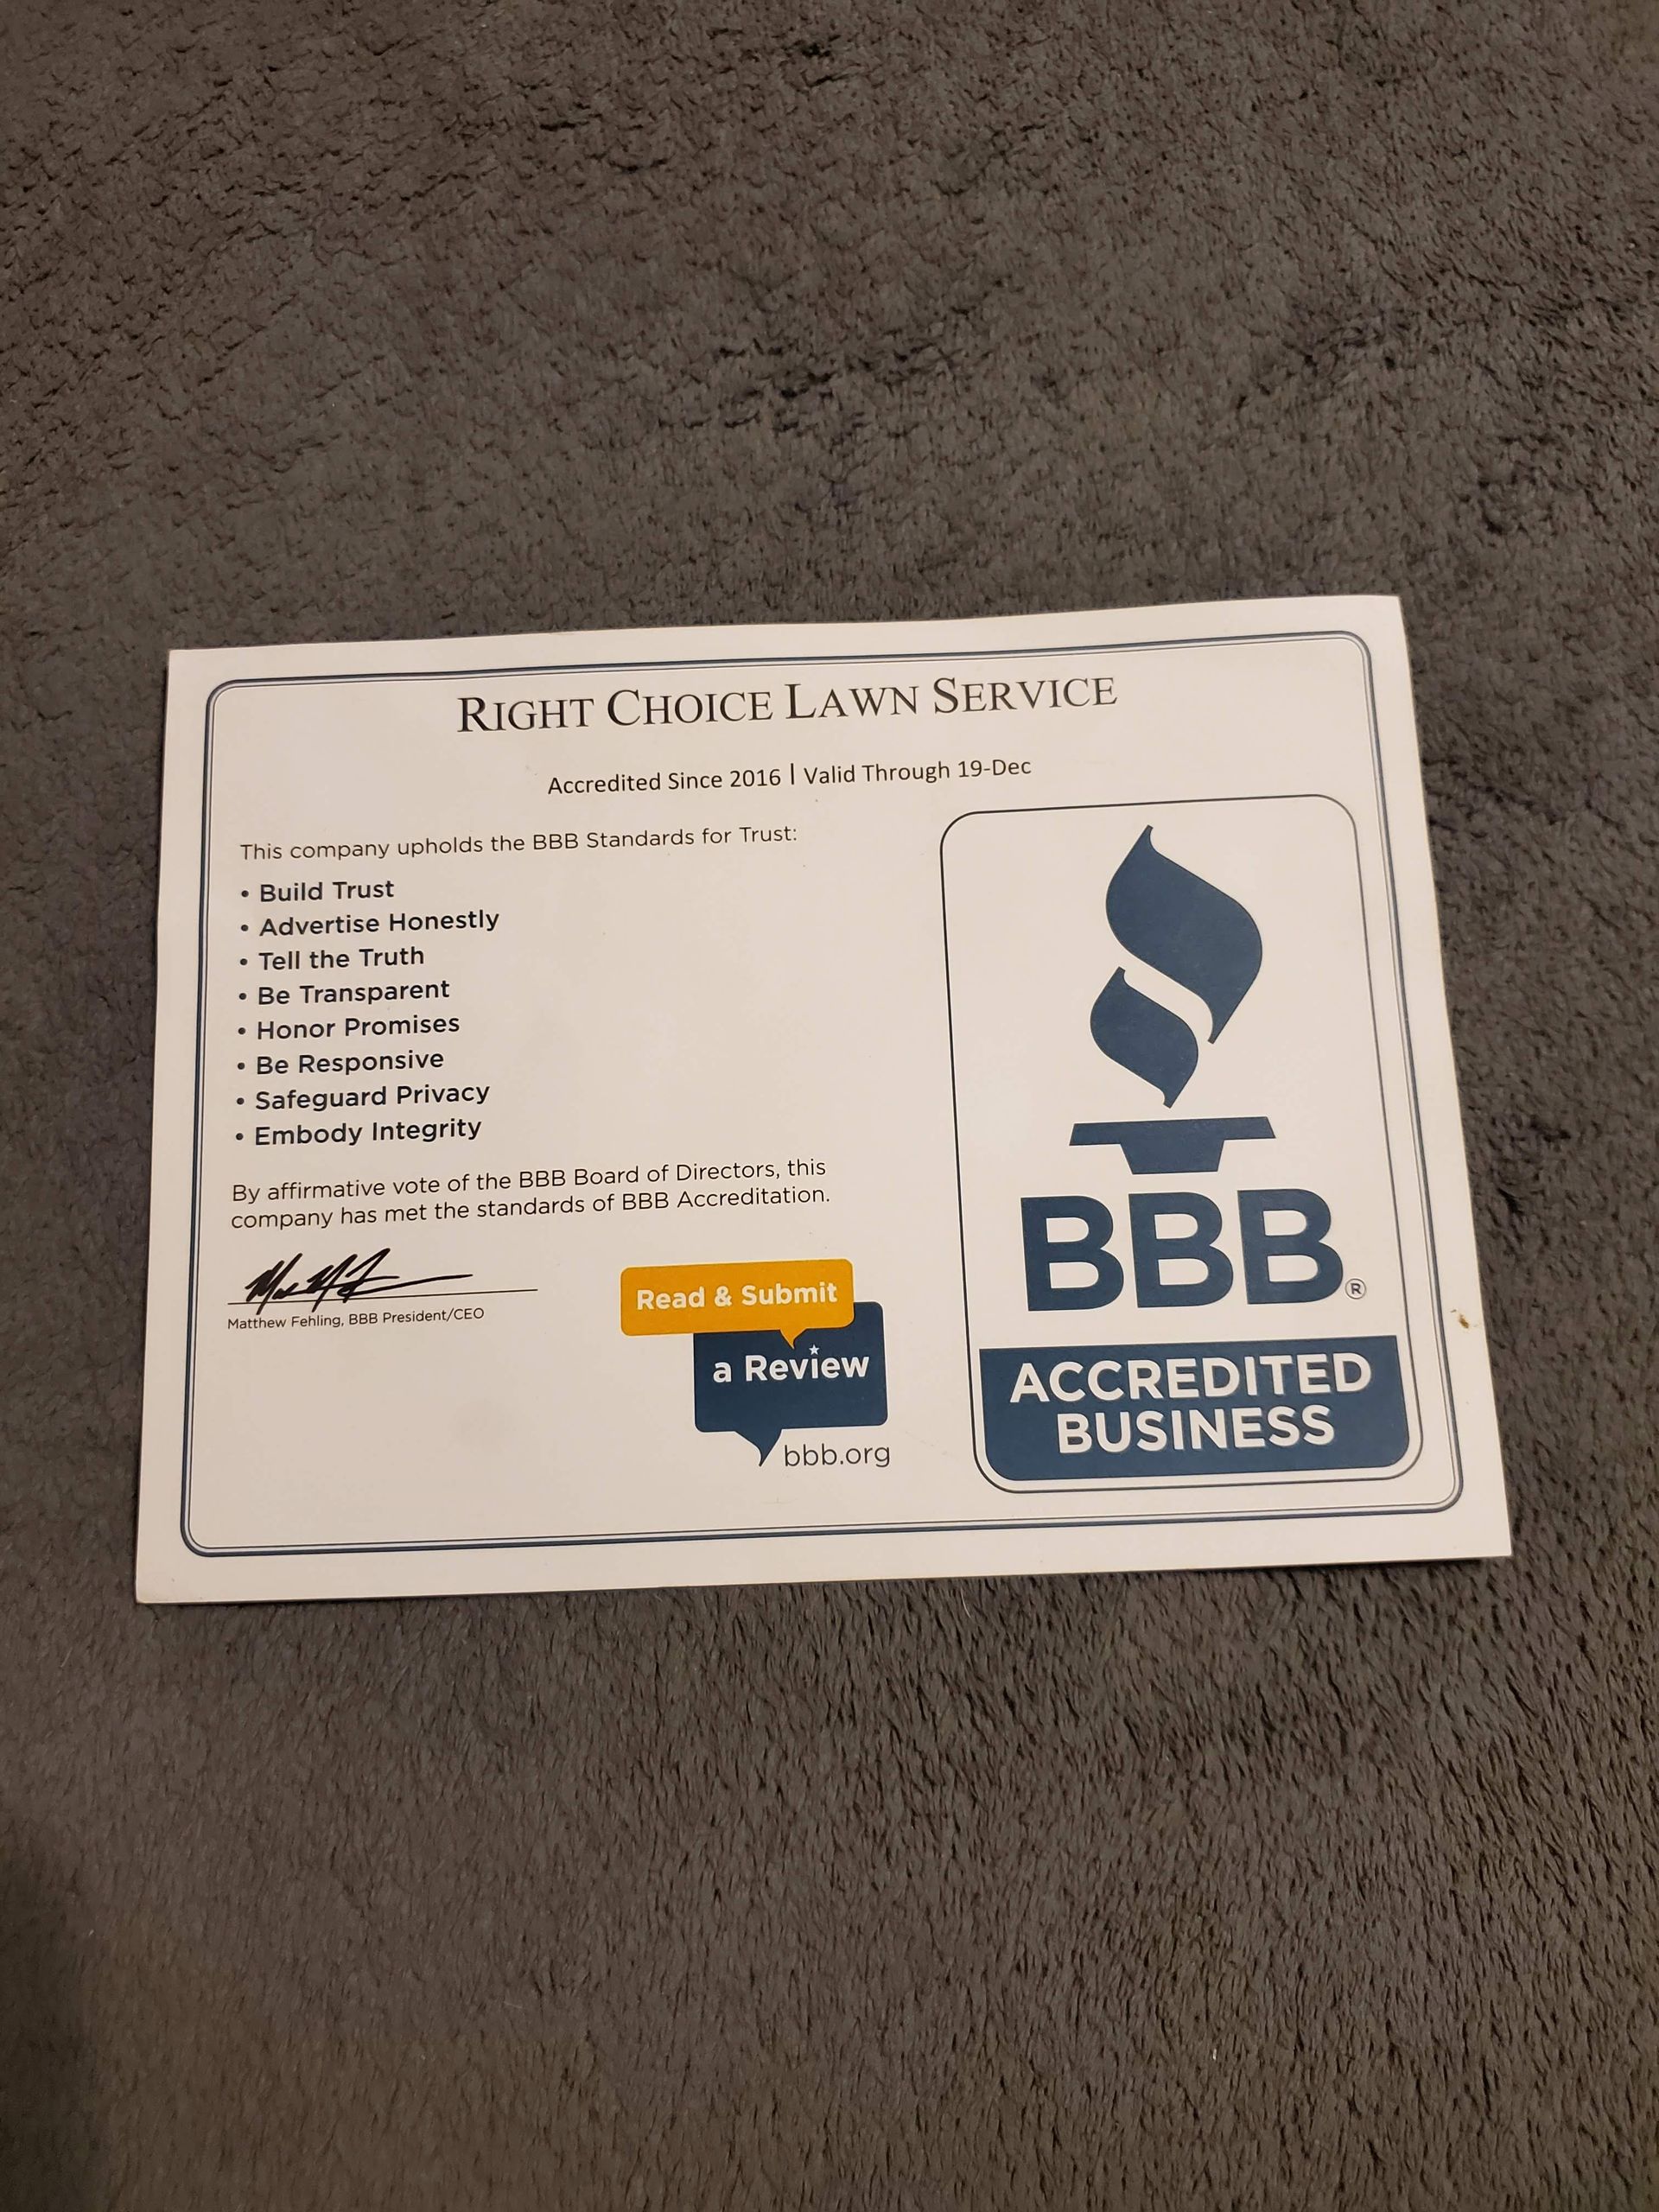 RIGHT CHOICE LAWN SERVICE
Accredited Since 2016 | Valid Through 19-Dec
This company upholds the BBB Standards for Trust:
• Build Trust
• Advertise Honestly
• Tell the Truth
• Be Transparent
• Honor Promises
• Be Responsive
• Safeguard Privacy
• Embody Integrity
By affirmative vote of the BBB Board of Directors, this
company has met the standards of BBB Accreditation.
Matthew Fehling, BBB President/CEO
Read & Submit
a Review
bbb.org
BBB®
ACCREDITED
BUSINESS